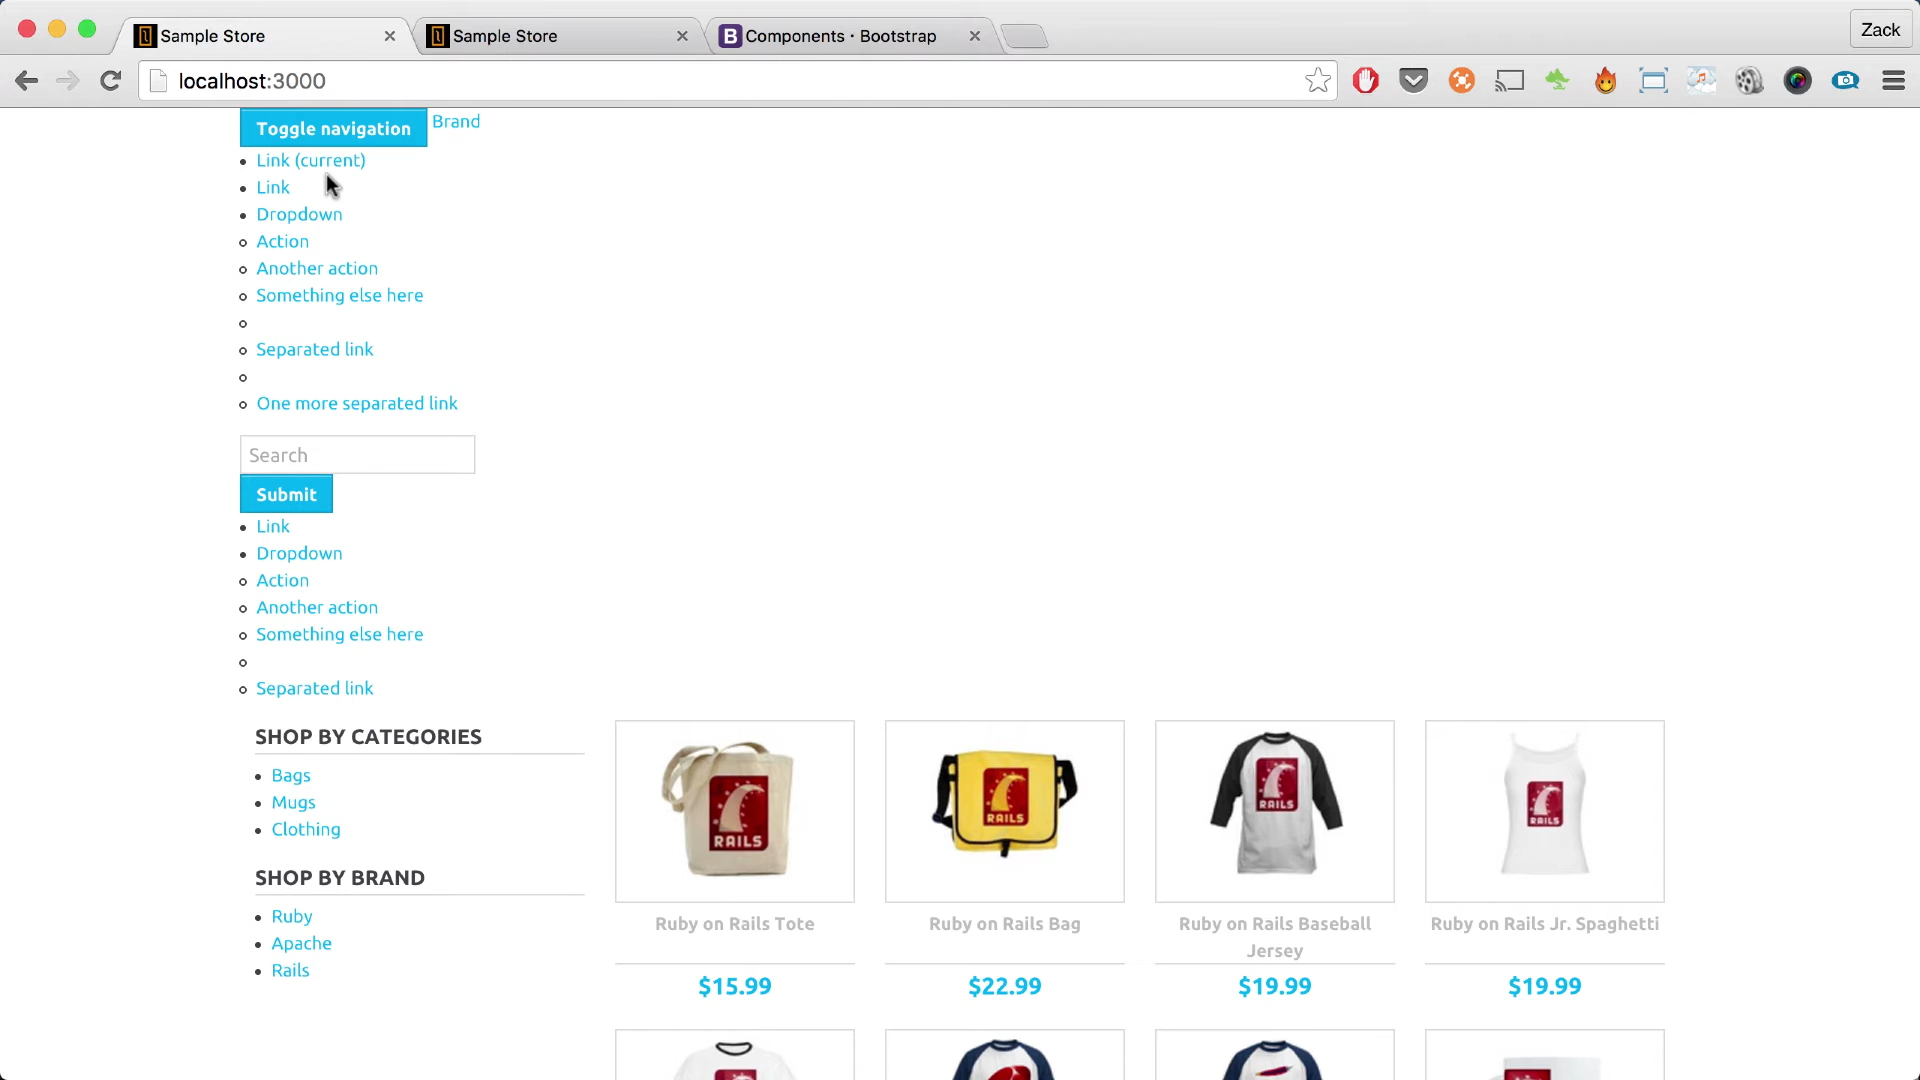 Sample Store
Sample Store
B Components · Bootstrap
Zack
localhost:3000
Toggle navigation Brand
Link (current)
Link
Dropdown
Action
Another action
Something else here
Separated link
One more separated link
Search
Submit
Link
Dropdown
Action
Another action
Something else here
Separated link
SHOP BY CATEGORIES
Bags
Mugs
Clothing
SHOP BY BRAND
Ruby
Apache
Rails
RAILS
RAILS
RAILS
RAILS
Ruby on Rails Tote
Ruby on Rails Bag
Ruby on Rails Baseball
Jersey
Ruby on Rails Jr. Spaghetti
$15.99
$22.99
$19.99
$19.99